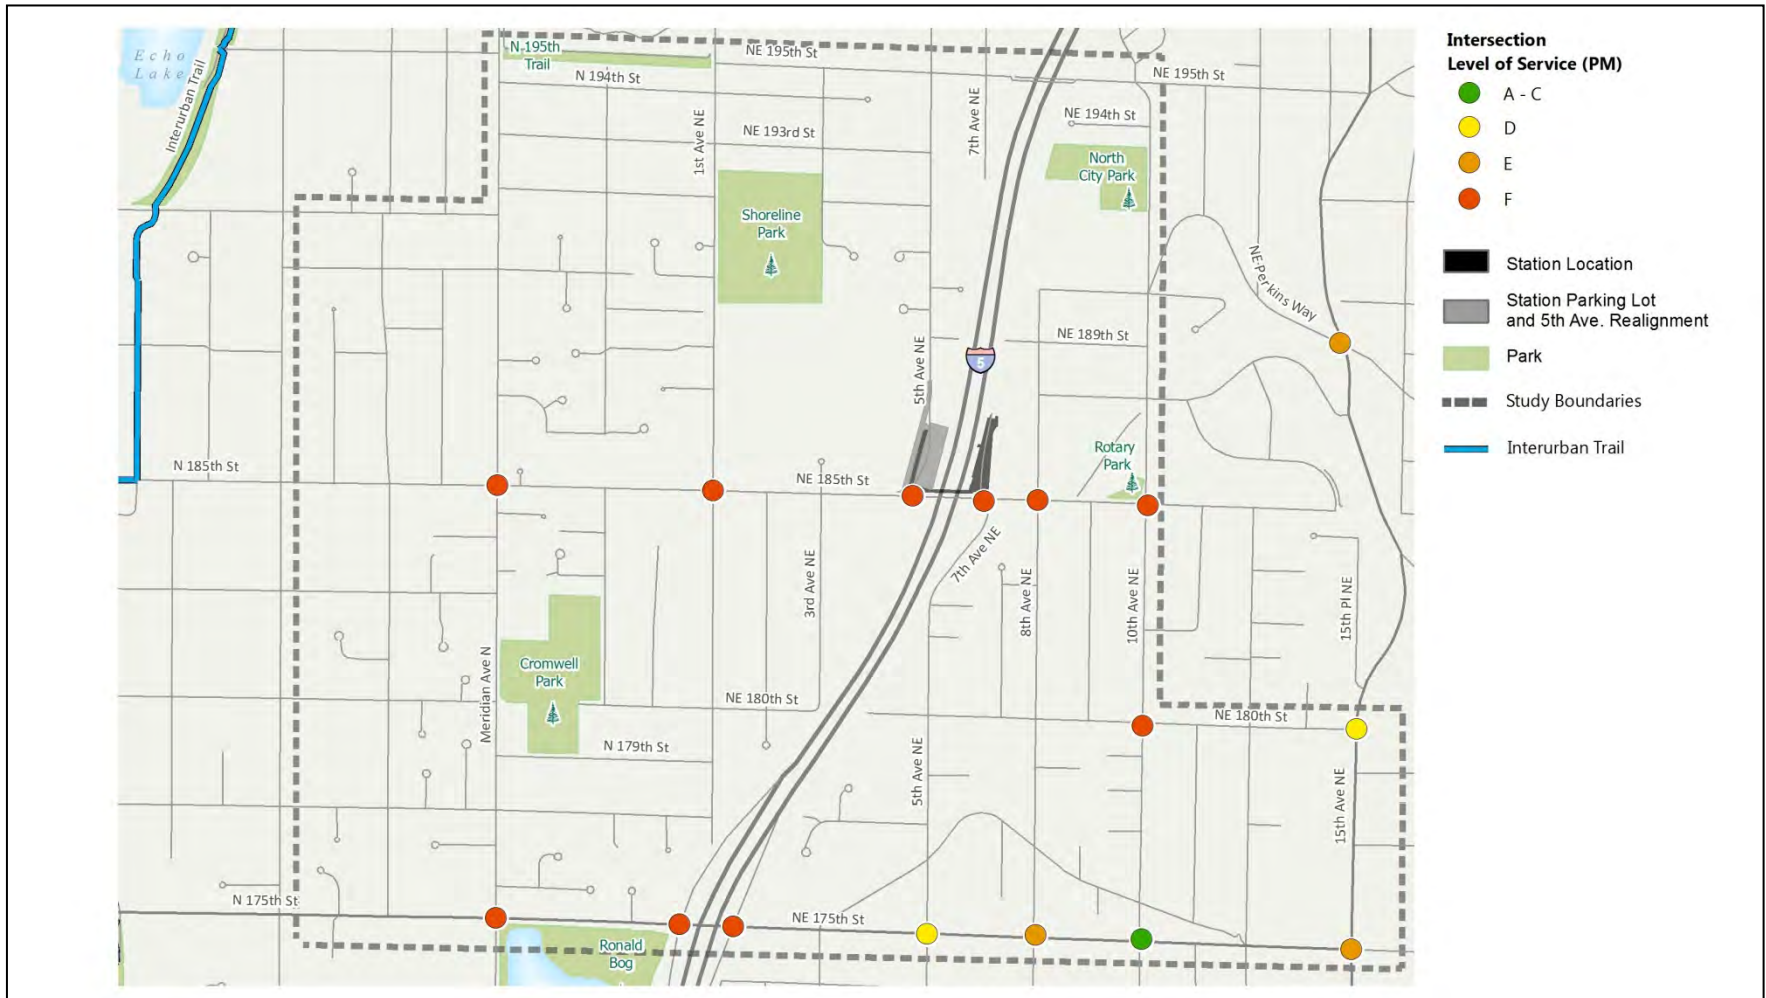 Intersection
Level of Service (PM)
A - C
D
E
F
Station Location
Station Parking Lot
and 5th Ave. Realignment
Park
Study Boundaries
Interurban Trail
Echo
Lake
Interurban Trail
N 195th
Trail
NE 195th St
NE 195th St
N 194th St
NE 194th St
1st Ave NE
NE 193rd St
7th Ave NE
North
City Park
Shoreline
Park
NE Perkins Way
NE 189th St
5th Ave NE
5
Rotary
Park
N 185th St
NE 185th St
7th Ave NE
3rd Ave NE
8th Ave NE
10th Ave NE
15th Pl NE
Cromwell
Park
Meridian Ave N
NE 180th St
NE 180th St
N 179th St
5th Ave NE
15th Ave NE
N 175th St
NE 175th St
Ronald
Bog